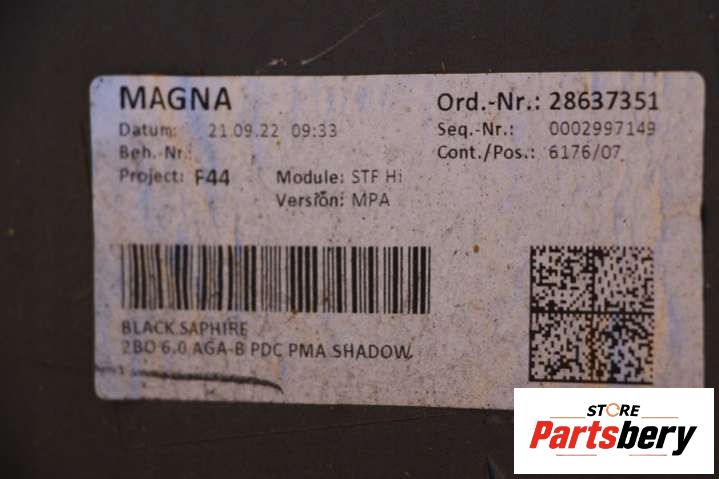 MAGNA
Ord.-Nr.: 28637351
Datum: 21.09.22 09:33
Seq.-Nr.: 0002997149
Beh.-Nr.:
Cont./Pos.: 6176/07
Project: F44
Module: STF Hi
Version: MPA
BLACK SAPHIRE
2BO 6.0 AGA-B PDC PMA SHADOW
STORE
Partsbery